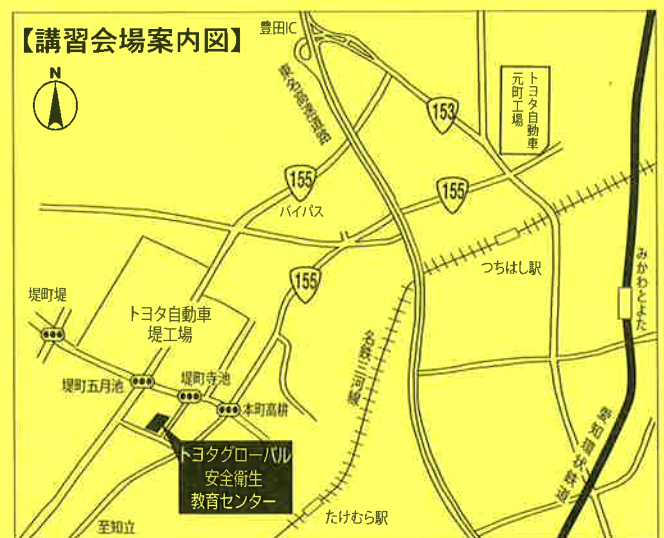 【講習会場案内図】
豊田IC
N
東名高速道路
153
トヨタ自動車
元町工場
155
バイパス
155
155
つちはし駅
みかわとよた
堤町堤
トヨタ自動車
堤工場
名鉄三河線
堤町五月池
堤町寺池
本町高根
トヨタグローバル
安全衛生
教育センター
愛知環状鉄道
たけむら駅
至知立